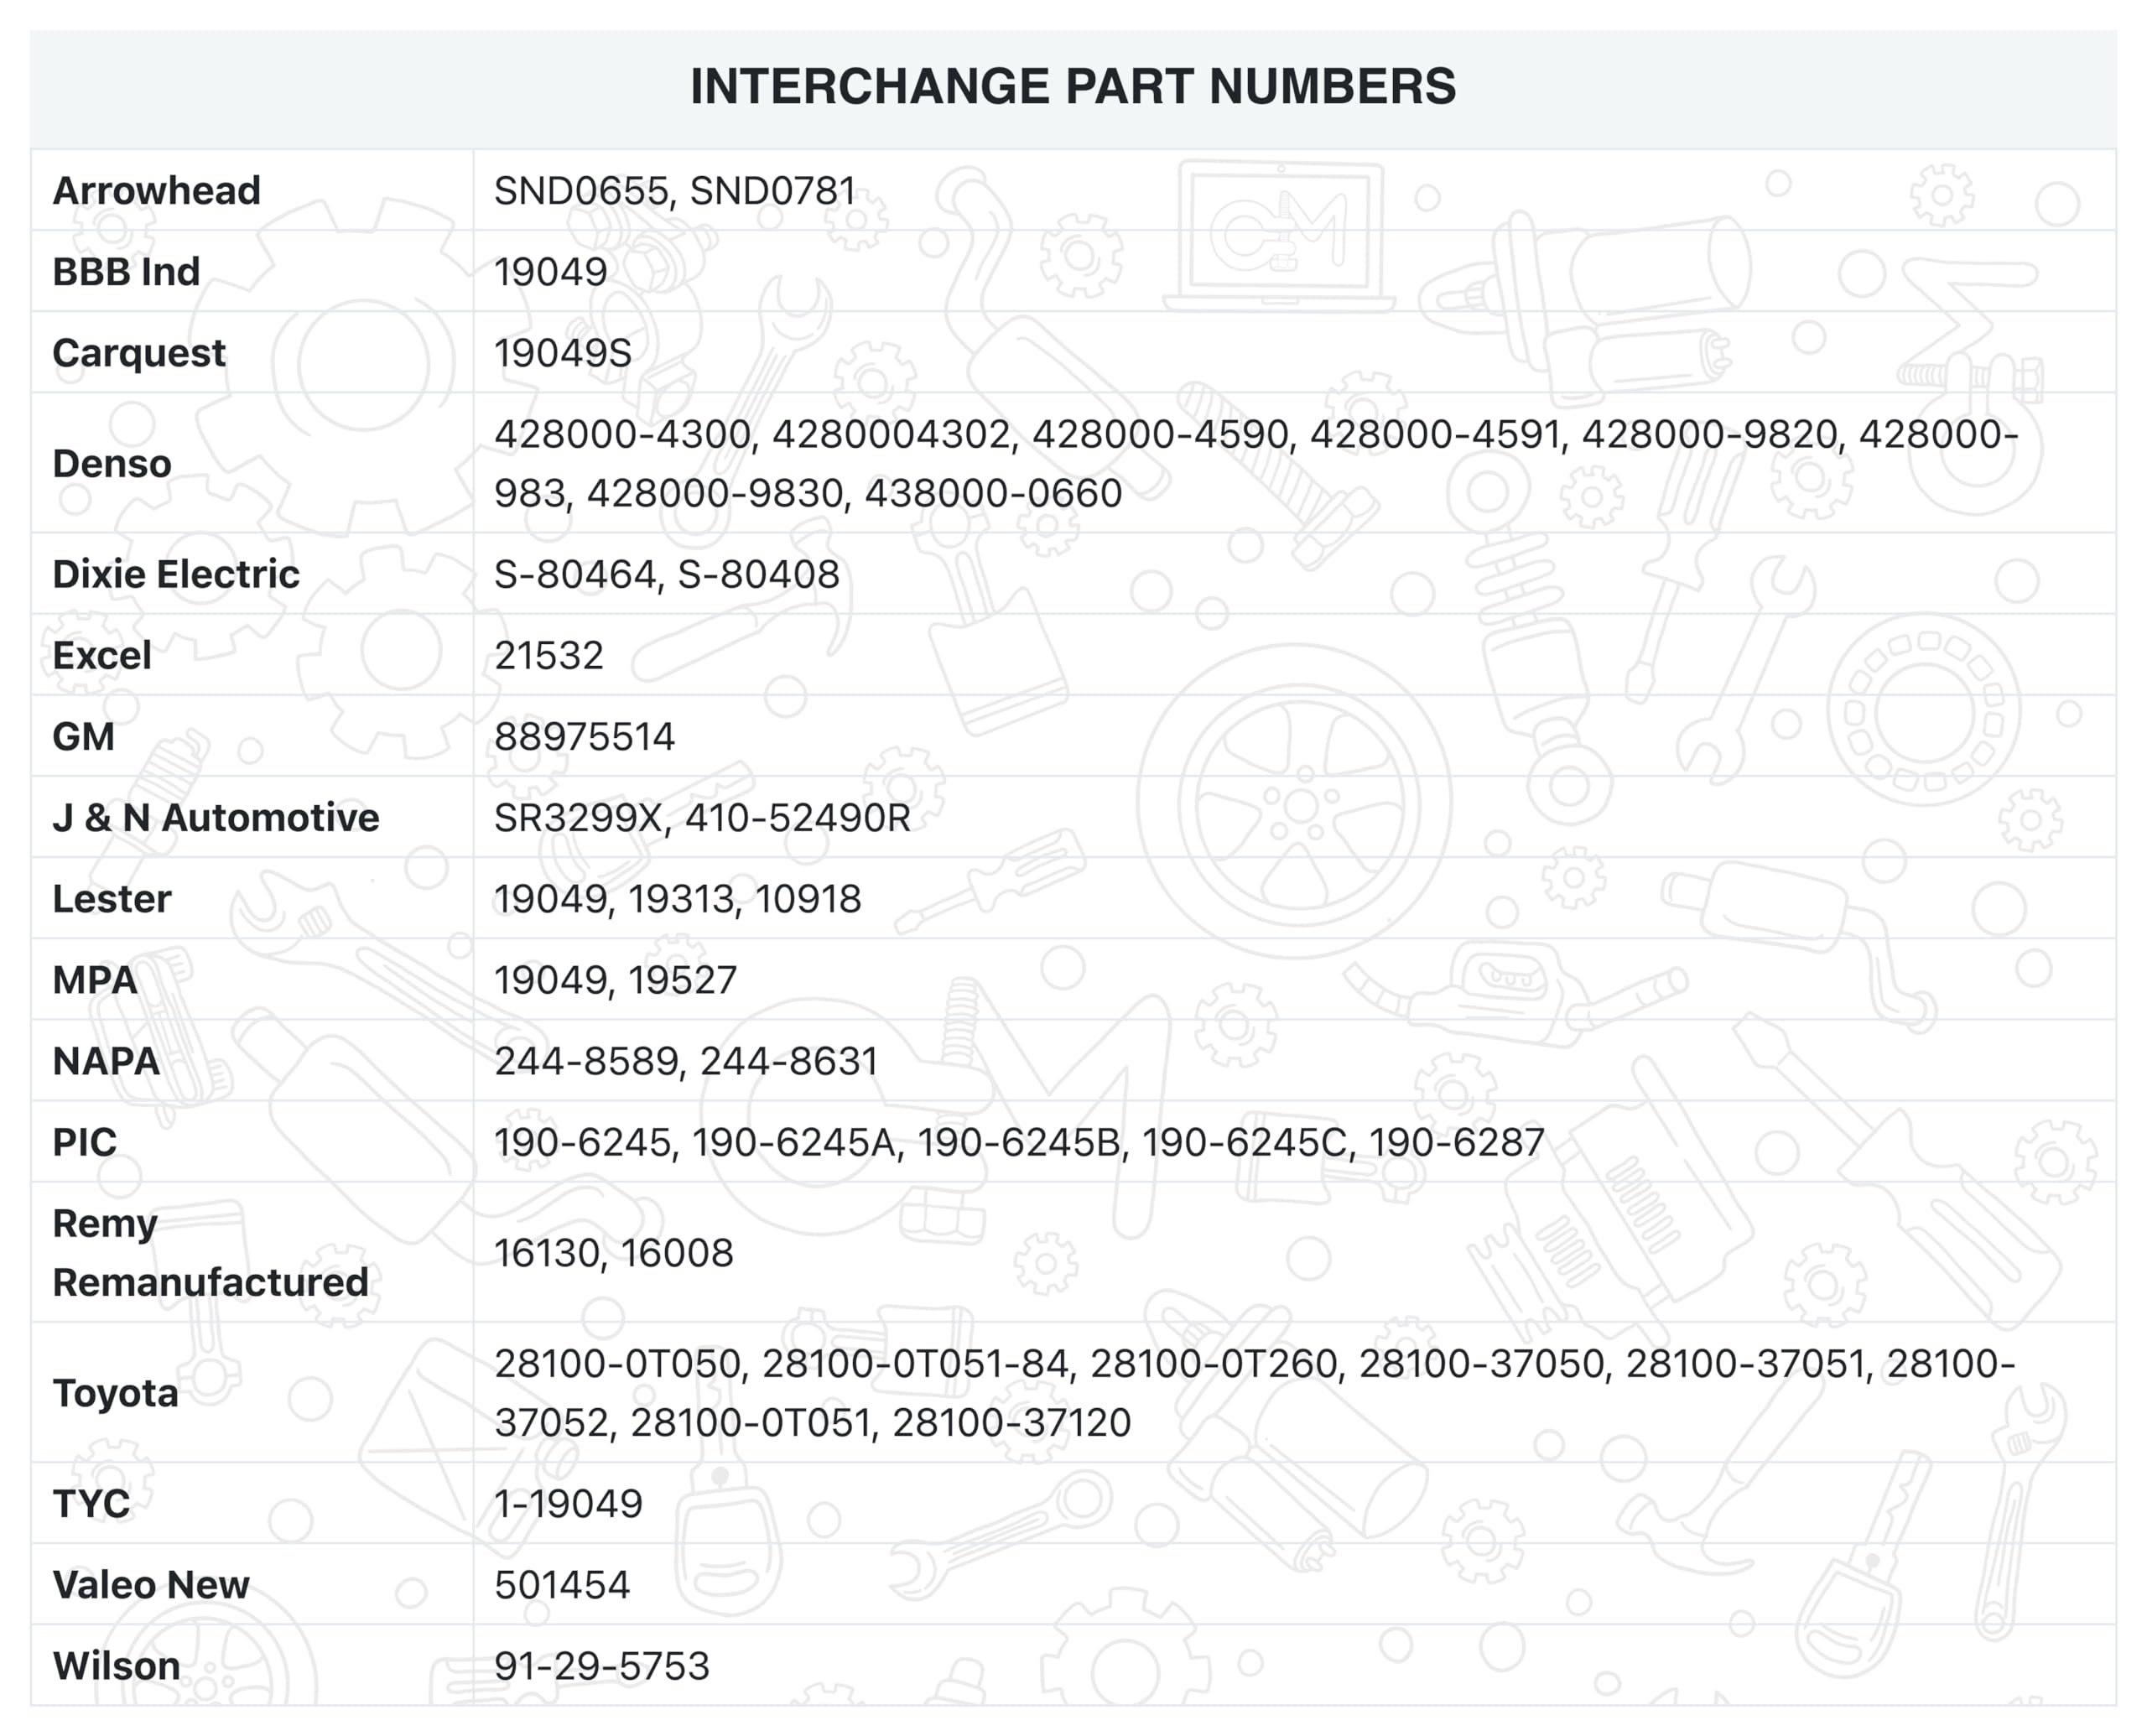 INTERCHANGE PART NUMBERS
Arrowhead SND0655, SND0781
BBB Ind 19049
Carquest 19049S
Denso 428000-4300, 4280004302, 428000-4590, 428000-4591, 428000-9820, 428000-
983, 428000-9830, 438000-0660
Dixie Electric S-80464, S-80408
Excel 21532
GM 88975514
J & N Automotive SR3299X, 410-52490R
Lester 19049, 19313, 10918
MPA 19049, 19527
NAPA 244-8589, 244-8631
PIC 190-6245, 190-6245A, 190-6245B, 190-6245C, 190-6287
Remy
Remanufactured 16130, 16008
Toyota 28100-0T050, 28100-0T051-84, 28100-0T260, 28100-37050, 28100-37051, 28100-
37052, 28100-0T051, 28100-37120
TYC 1-19049
Valeo New 501454
Wilson 91-29-5753